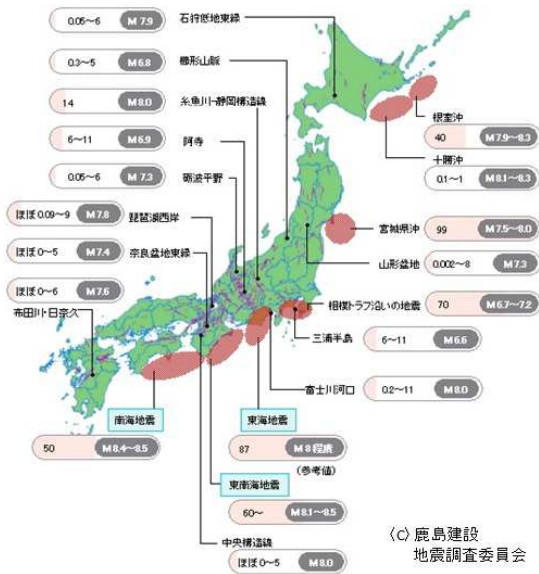 0.05～6 M7.9 石狩低地東縁
0.3～5 M6.8 櫛形山脈
14 M8.0 糸魚川-静岡構造線
6～11 M6.9 阿寺
0.05～6 M7.3 砺波平野
ほぼ0.09～9 M7.8 琵琶湖西岸
ほぼ0～5 M7.4 奈良盆地東縁
ほぼ0～6 M7.6
布田川・日奈久
根室沖
40 M7.9～8.3
十勝沖
0.1～1 M8.1～8.3
宮城県沖
99 M7.5～8.0
山形盆地
0.002～8 M7.3
相模トラフ沿いの地震
70 M6.7～7.2
三浦半島
6～11 M6.6
富士川河口
0.2～11 M8.0
南海地震
50 M8.4～8.5
東海地震
87 M8程度
(参考値)
東南海地震
60～ M8.1～8.5
中央構造線
ほぼ0～5 M8.0
(C) 鹿島建設
地震調査委員会